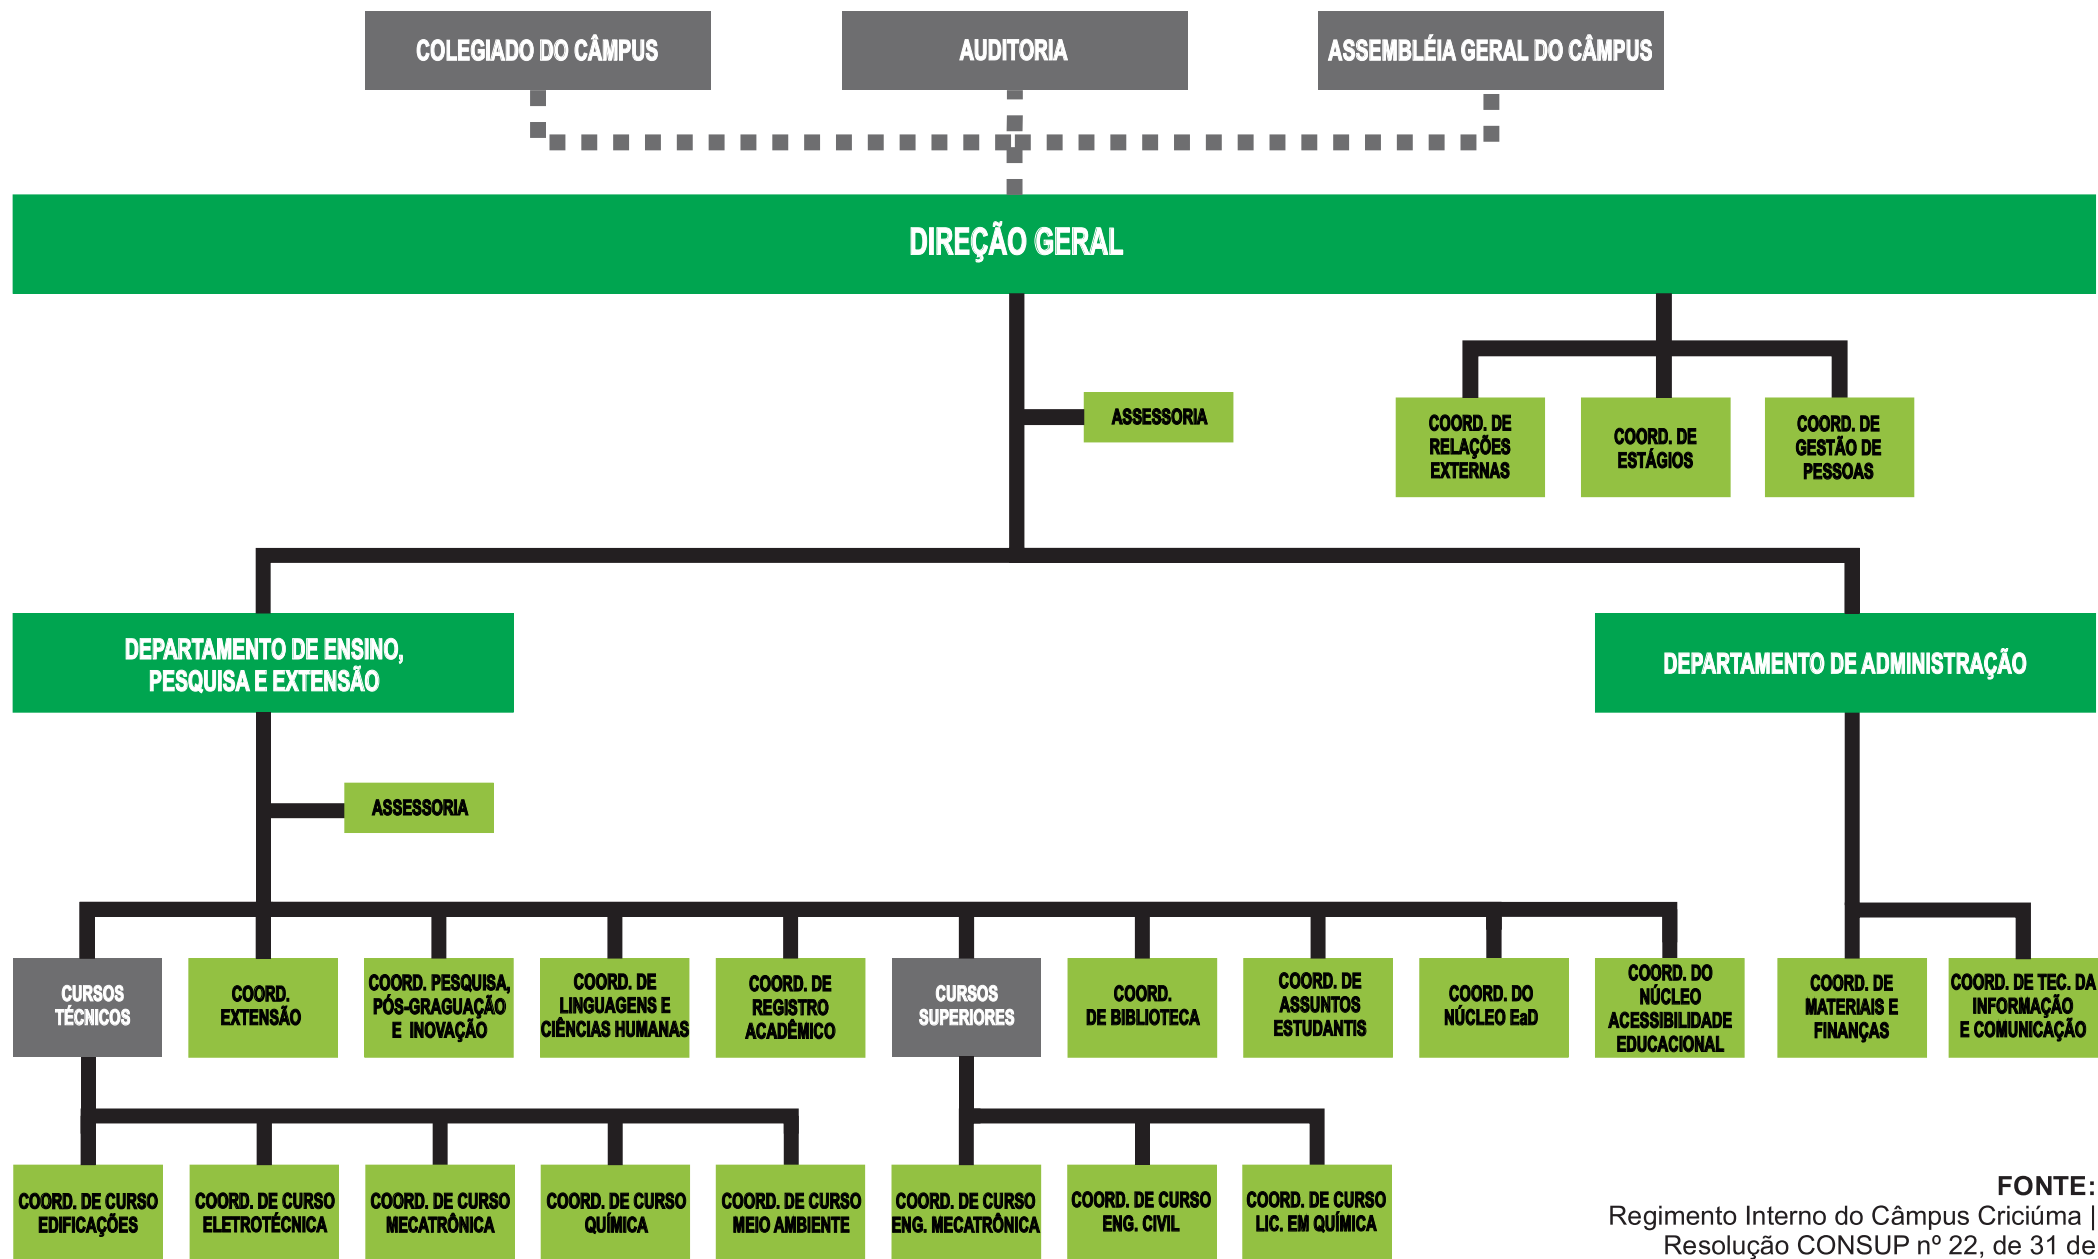 COLEGIADO DO CÂMPUS
AUDITORIA
ASSEMBLÉIA GERAL DO CÂMPUS
DIREÇÃO GERAL
ASSESSORIA
COORD. DE
RELAÇÕES
EXTERNAS
COORD. DE
ESTÁGIOS
COORD. DE
GESTÃO DE
PESSOAS
DEPARTAMENTO DE ENSINO,
PESQUISA E EXTENSÃO
DEPARTAMENTO DE ADMINISTRAÇÃO
ASSESSORIA
CURSOS
TÉCNICOS
COORD.
EXTENSÃO
COORD. PESQUISA,
PÓS-GRAGUAÇÃO
E INOVAÇÃO
COORD. DE
LINGUAGENS E
CIÊNCIAS HUMANAS
COORD. DE
REGISTRO
ACADÊMICO
CURSOS
SUPERIORES
COORD.
DE BIBLIOTECA
COORD. DE
ASSUNTOS
ESTUDANTIS
COORD. DO
NÚCLEO EaD
COORD. DO
NÚCLEO
ACESSIBILIDADE
EDUCACIONAL
COORD. DE
MATERIAIS E
FINANÇAS
COORD. DE TEC. DA
INFORMAÇÃO
E COMUNICAÇÃO
COORD. DE CURSO
EDIFICAÇÕES
COORD. DE CURSO
ELETROTÉCNICA
COORD. DE CURSO
MECATRÔNICA
COORD. DE CURSO
QUÍMICA
COORD. DE CURSO
MEIO AMBIENTE
COORD. DE CURSO
ENG. MECATRÔNICA
COORD. DE CURSO
ENG. CIVIL
COORD. DE CURSO
LIC. EM QUÍMICA
FONTE:
Regimento Interno do Câmpus Criciúma |
Resolução CONSUP nº 22, de 31 de